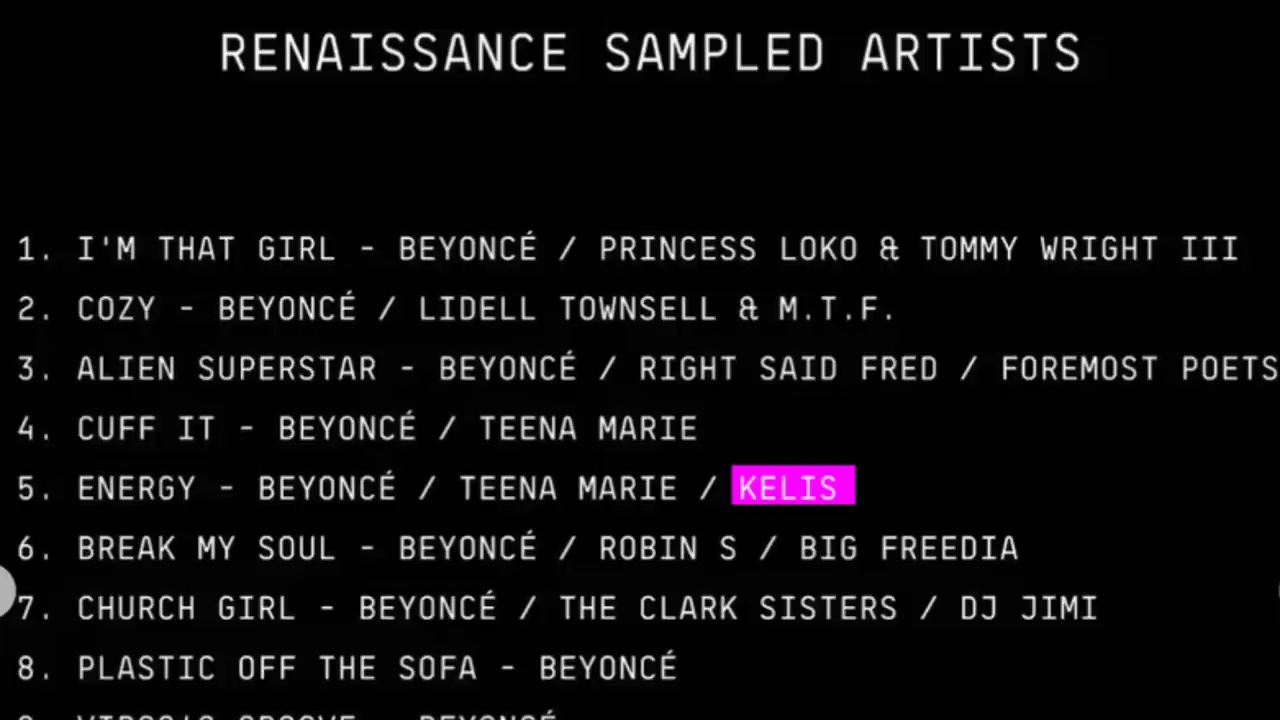 RENAISSANCE SAMPLED ARTISTS
1. I'M THAT GIRL - BEYONCÉ / PRINCESS LOKO & TOMMY WRIGHT III
2. COZY - BEYONCÉ / LIDELL TOWNSELL & M.T.F.
3. ALIEN SUPERSTAR - BEYONCÉ / RIGHT SAID FRED / FOREMOST POETS
4. CUFF IT - BEYONCÉ / TEENA MARIE
5. ENERGY - BEYONCÉ / TEENA MARIE / KELIS
6. BREAK MY SOUL - BEYONCÉ / ROBIN S / BIG FREEDIA
7. CHURCH GIRL - BEYONCÉ / THE CLARK SISTERS / DJ JIMI
8. PLASTIC OFF THE SOFA - BEYONCÉ
- BEYONCÉ